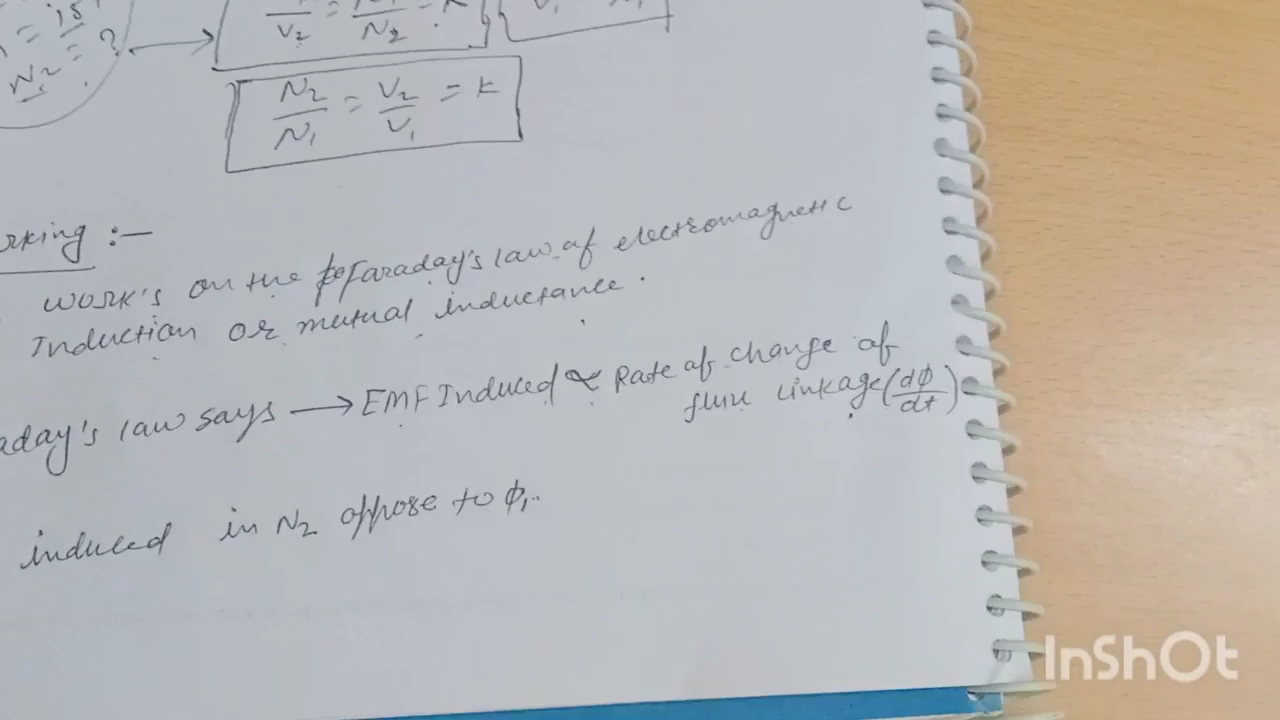 = 15
N2 = ?
V2 = N2 = K
N2/N1 = V2/V1 = K
rking :-
work's on the Faraday's law of electromagnetic
Induction or mutual inductance.
aday's law says → EMF Induced ∝ Rate of change of
flux linkage (dϕ/dt)
induced in N2 oppose to ϕ1
InShOt